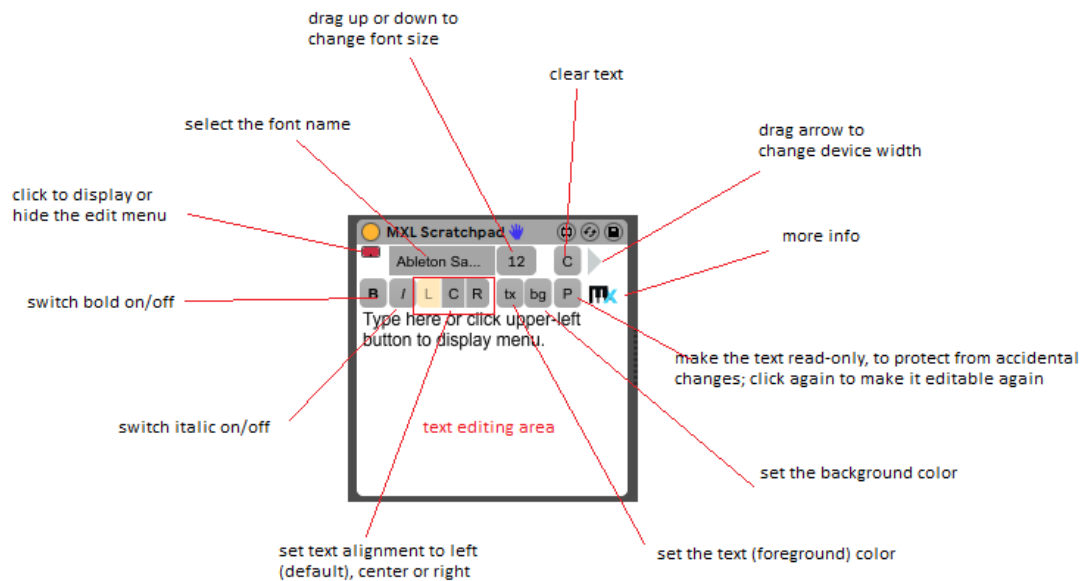 drag up or down to
change font size
clear text
select the font name
drag arrow to
change device width
click to display or
hide the edit menu
MXL Scratchpad
more info
Ableton Sa... 12 C
switch bold on/off
B I L C R tx bg P mx
Type here or click upper-left
button to display menu.
make the text read-only, to protect from accidental
changes; click again to make it editable again
switch italic on/off
text editing area
set the background color
set text alignment to left
(default), center or right
set the text (foreground) color